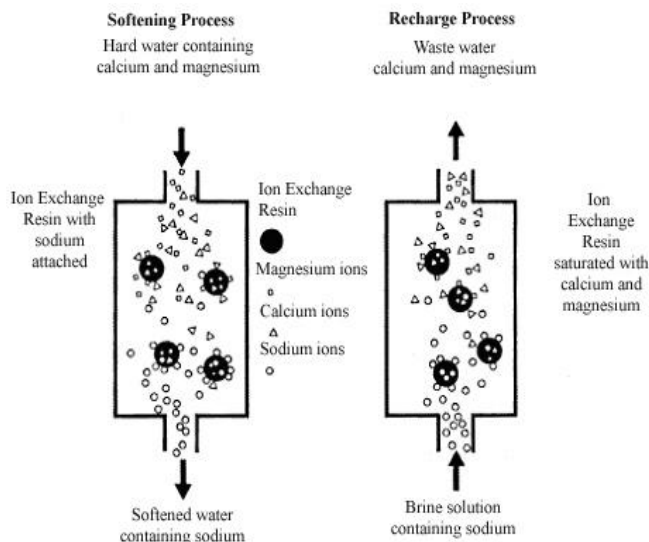 Softening Process
Hard water containing
calcium and magnesium
Ion Exchange
Resin with
sodium
attached
Ion Exchange
Resin
Magnesium ions
Calcium ions
Sodium ions
Softened water
containing sodium
Recharge Process
Waste water
calcium and magnesium
Ion
Exchange
Resin
saturated with
calcium and
magnesium
Brine solution
containing sodium